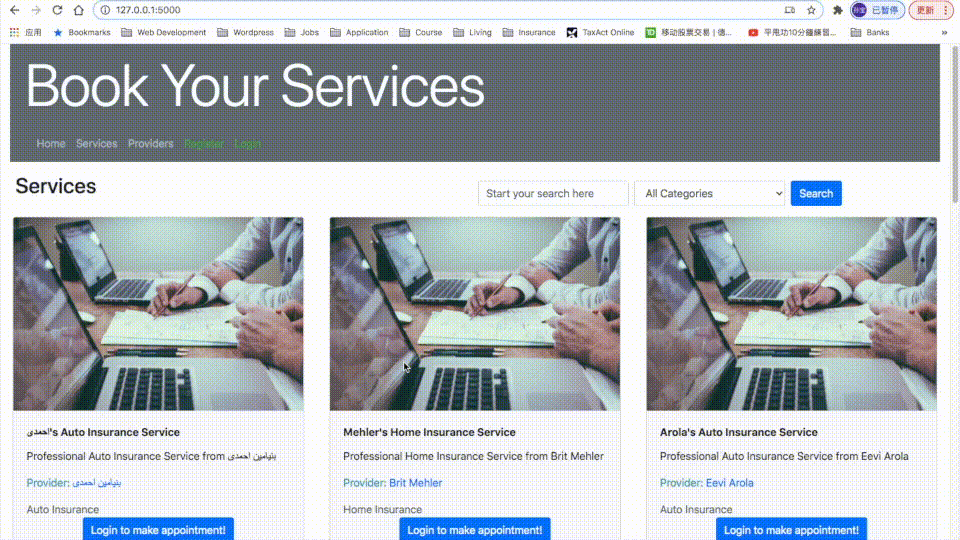 127.0.0.1:5000
已暂停
更新
应用 Bookmarks Web Development Wordpress Jobs Application Course Living Insurance TaxAct Online 移动股票交易 | 德... 平甩功10分鐘練習... Banks »
Book Your Services
Home Services Providers Register Login
Services
Start your search here
All Categories
Search
احمدی's Auto Insurance Service
Professional Auto Insurance Service from بنیامین احمدی
Provider: بنیامین احمدی
Auto Insurance
Login to make appointment!
Mehler's Home Insurance Service
Professional Home Insurance Service from Brit Mehler
Provider: Brit Mehler
Home Insurance
Login to make appointment!
Arola's Auto Insurance Service
Professional Auto Insurance Service from Eevi Arola
Provider: Eevi Arola
Auto Insurance
Login to make appointment!